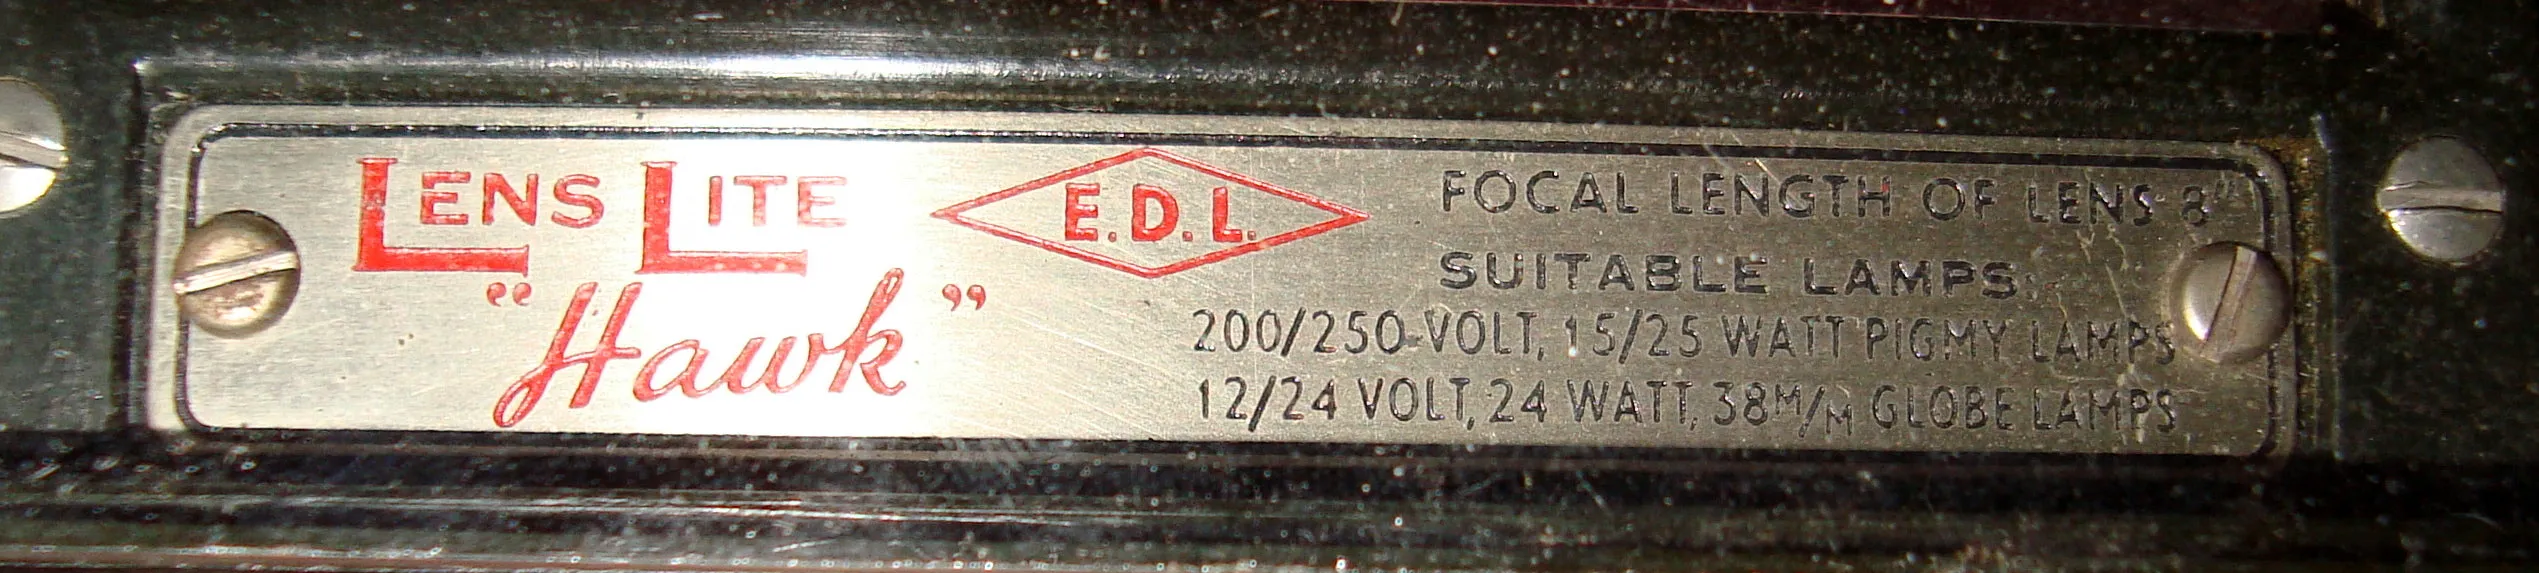 LENS LITE
"Hawk"
E.D.L.
FOCAL LENGTH OF LENS 8"
SUITABLE LAMPS:
200/250 VOLT, 15/25 WATT PIGMY LAMPS
12/24 VOLT, 24 WATT, 38M/M GLOBE LAMPS